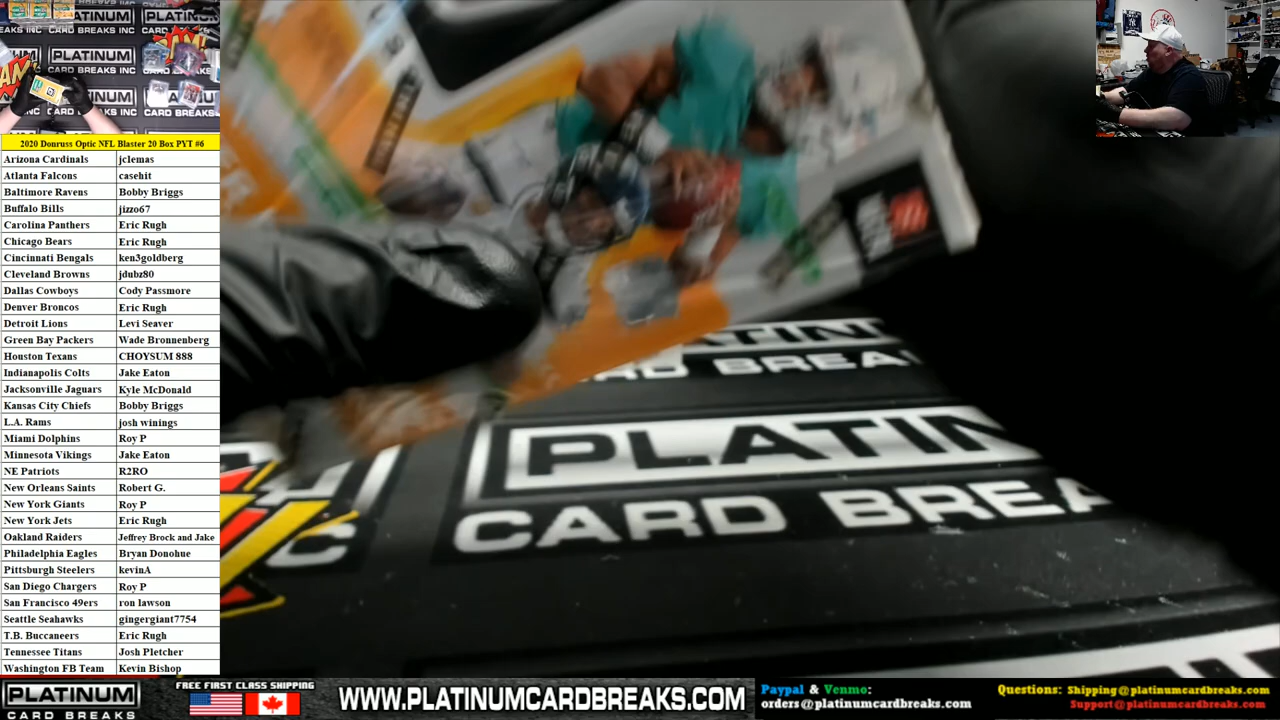 PLATINUM
CARD BREAKS INC
2020 Donruss Optic NFL Blaster 20 Box PYT #6
Arizona Cardinals jclemas
Atlanta Falcons casehit
Baltimore Ravens Bobby Briggs
Buffalo Bills jizzo67
Carolina Panthers Eric Rugh
Chicago Bears Eric Rugh
Cincinnati Bengals ken3goldberg
Cleveland Browns jdubz80
Dallas Cowboys Cody Passmore
Denver Broncos Eric Rugh
Detroit Lions Levi Seaver
Green Bay Packers Wade Bronnenberg
Houston Texans CHOYSUM 888
Indianapolis Colts Jake Eaton
Jacksonville Jaguars Kyle McDonald
Kansas City Chiefs Bobby Briggs
L.A. Rams josh winings
Miami Dolphins Roy P
Minnesota Vikings Jake Eaton
NE Patriots R2RO
New Orleans Saints Robert G.
New York Giants Roy P
New York Jets Eric Rugh
Oakland Raiders Jeffrey Brock and Jake
Philadelphia Eagles Bryan Donohue
Pittsburgh Steelers kevinA
San Diego Chargers Roy P
San Francisco 49ers ron lawson
Seattle Seahawks gingergiant7754
T.B. Buccaneers Eric Rugh
Tennessee Titans Josh Pletcher
Washington FB Team Kevin Bishop
PLATIN
CARD BREA
PLATINUM
CARD BREAKS
FREE FIRST CLASS SHIPPING
WWW.PLATINUMCARDBREAKS.COM
Paypal & Venmo:
orders@platinumcardbreaks.com
Questions: Shipping@platinumcardbreaks.com
Support@platinumcardbreaks.com